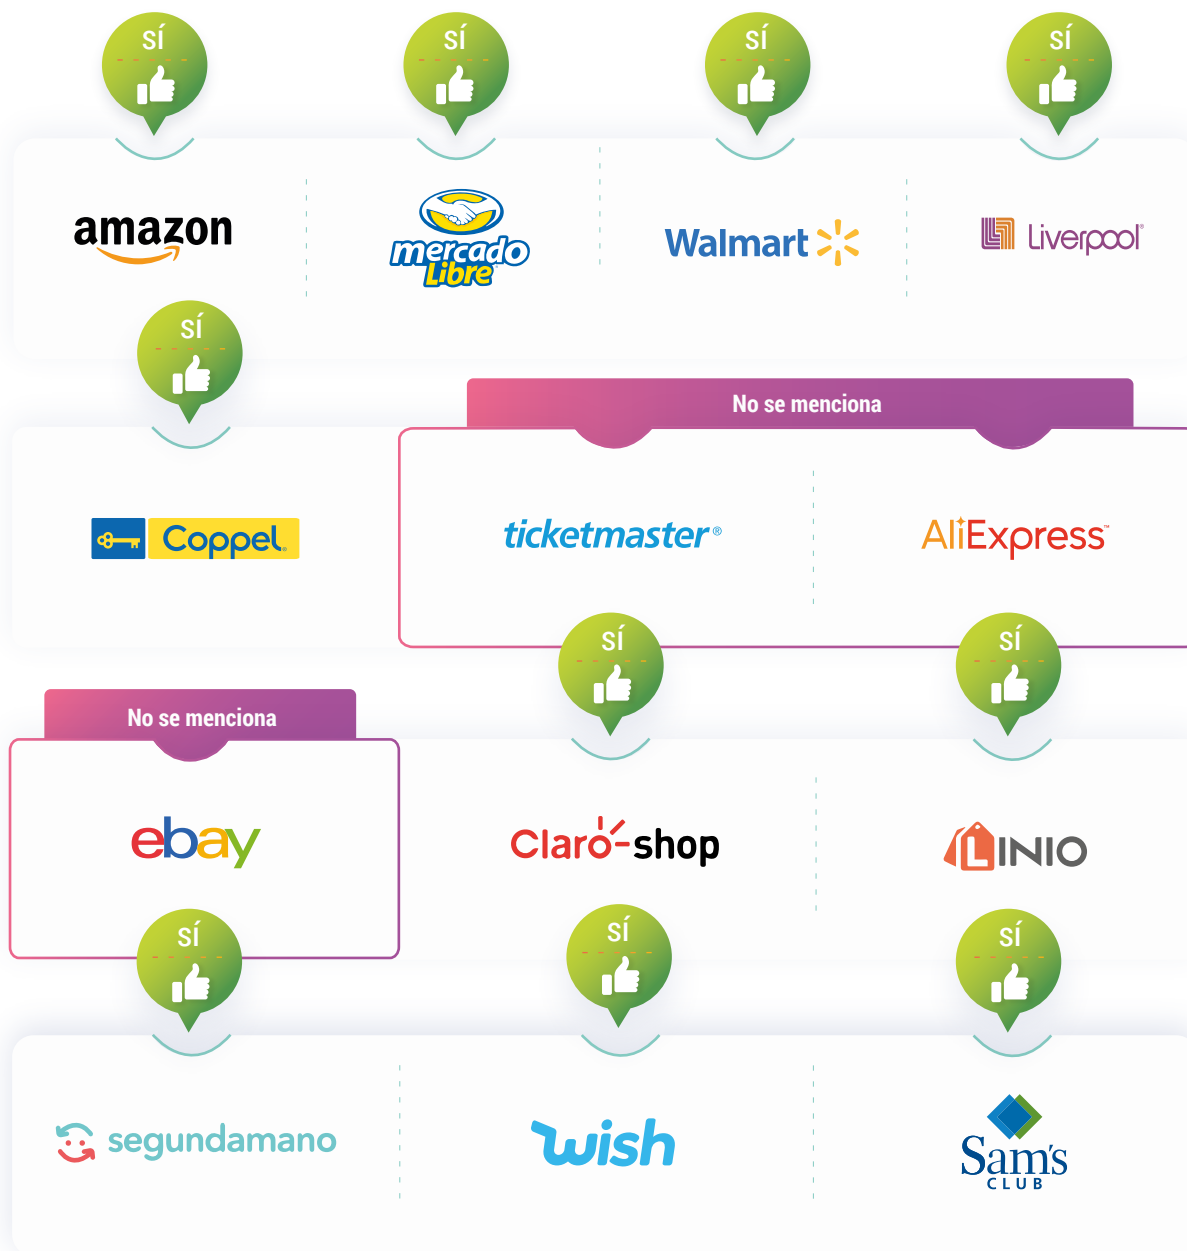 SÍ SÍ SÍ SÍ
amazon mercado Libre Walmart Liverpool®
SÍ
No se menciona
Coppel. ticketmaster® AliExpress™
SÍ SÍ
No se menciona
ebay Claro-shop LINIO
SÍ SÍ SÍ
segundamano wish Sam's CLUB